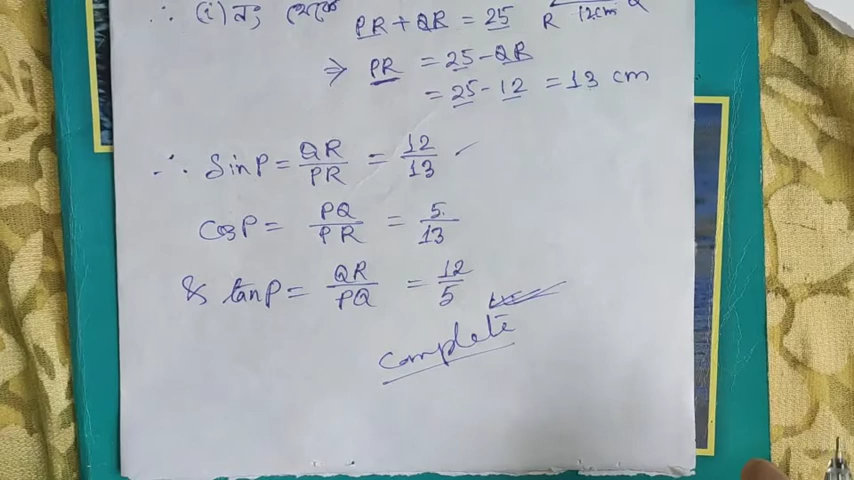 ∴ (i) নং থেকে PR + QR = 25 R 12cm Q
⇒ PR = 25 - QR
= 25 - 12 = 13 cm
∴ Sin P = QR/PR = 12/13
cos P = PQ/PR = 5/13
& tan P = QR/PQ = 12/5
complete